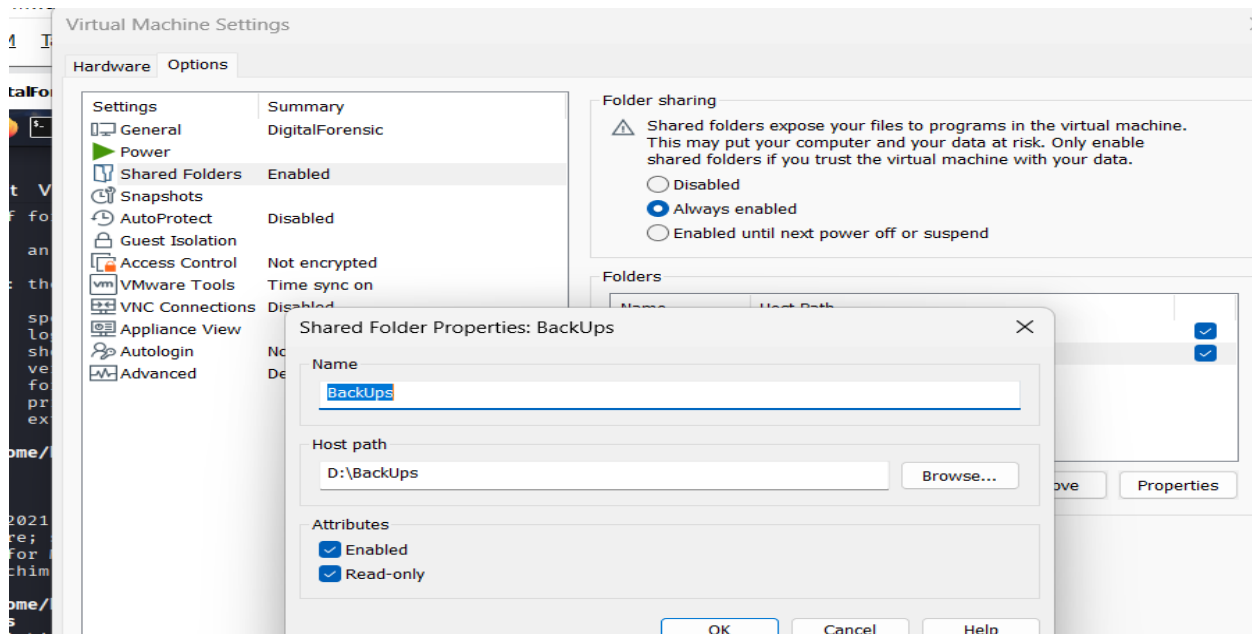 Virtual Machine Settings
Hardware Options
Settings Summary
General DigitalForensic
Power
Shared Folders Enabled
Snapshots
AutoProtect Disabled
Guest Isolation
Access Control Not encrypted
VMware Tools Time sync on
VNC Connections Disabled
Appliance View
Autologin
Advanced
Folder sharing
Shared folders expose your files to programs in the virtual machine.
This may put your computer and your data at risk. Only enable
shared folders if you trust the virtual machine with your data.
Disabled
Always enabled
Enabled until next power off or suspend
Folders
Name Host Path
Properties
Shared Folder Properties: BackUps
Name
BackUps
Host path
D:\BackUps
Browse...
Attributes
Enabled
Read-only
OK Cancel Help
2021